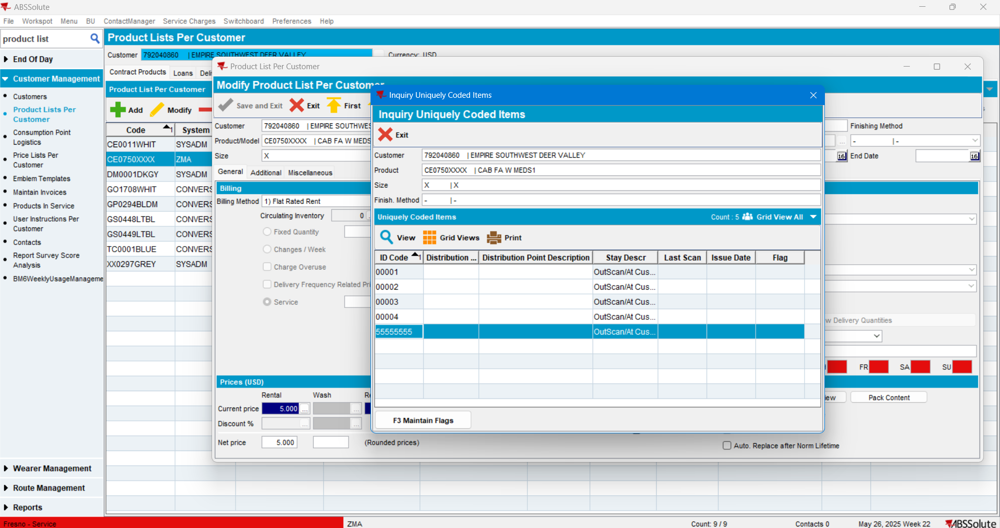 ABSSolute
File Workspot Menu BU ContactManager Service Charges Switchboard Preferences Help
product list
End Of Day
Customer Management
Customers
Product Lists Per
Customer
Consumption Point
Logistics
Price Lists Per
Customer
Emblem Templates
Maintain Invoices
Products In Service
User Instructions Per
Customer
Contacts
Report Survey Score
Analysis
BM6WeeklyUsageManageme
Wearer Management
Route Management
Reports
Product Lists Per Customer
Customer 792040860 | EMPIRE SOUTHWEST DEER VALLEY Currency: USD
Contract Products Loans Deli
Product List Per Customer
Add Modify
Code 1 System
CE0011WHIT SYSADM
CE0750XXXX ZMA
DM0001DKGY SYSADM
GO1708WHIT CONVERS
GP0294BLDM CONVERS
GS0448LTBL CONVERS
GS0449LTBL CONVERS
TC0001BLUE CONVERS
XX0297GREY SYSADM
Product List Per Customer
Modify Product List Per Customer
Save and Exit Exit First
Customer 792040860 | EMPIRE SOUTHWES
Product/Model CE0750XXXX | CAB FA W MEDS
Size X
Finishing Method
- | -
16 End Date 16
General Additional Miscellaneous
Billing
Billing Method 1) Flat Rated Rent
Circulating Inventory 0
Fixed Quantity
Changes / Week
Charge Overuse
Delivery Frequency Related Pri
Service
w Delivery Quantities
FR SA SU
iew Pack Content
Prices (USD)
Rental Wash Re
Current price 5.000 ... ...
Discount % ... ...
Net price 5.000 (Rounded prices)
Auto. Replace after Norm Lifetime
Inquiry Uniquely Coded Items
Inquiry Uniquely Coded Items
Exit
Customer 792040860 | EMPIRE SOUTHWEST DEER VALLEY
Product CE0750XXXX | CAB FA W MEDS1
Size X | X
Finish. Method - | -
Uniquely Coded Items Count : 5 Grid View All
View Grid Views Print
ID Code 1 Distribution ... Distribution Point Description Stay Descr Last Scan Issue Date Flag
00001 OutScan/At Cus...
00002 OutScan/At Cus...
00003 OutScan/At Cus...
00004 OutScan/At Cus...
55555555 OutScan/At Cus...
F3 Maintain Flags
Fresno - Service ZMA Count: 9 / 9 Contacts 0 May 26, 2025 Week 22 ABSSolute